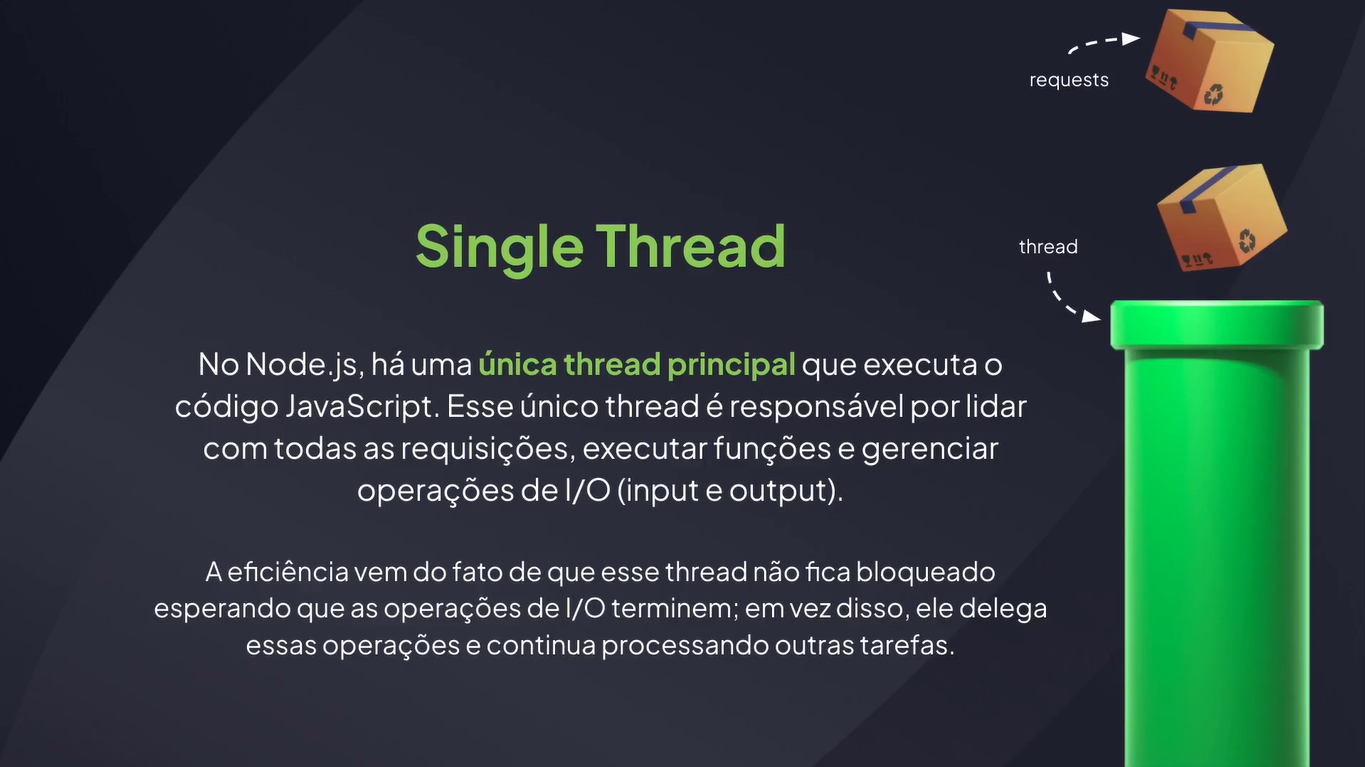 requests
Single Thread
thread
No Node.js, há uma única thread principal que executa o
código JavaScript. Esse único thread é responsável por lidar
com todas as requisições, executar funções e gerenciar
operações de I/O (input e output).
A eficiência vem do fato de que esse thread não fica bloqueado
esperando que as operações de I/O terminem; em vez disso, ele delega
essas operações e continua processando outras tarefas.